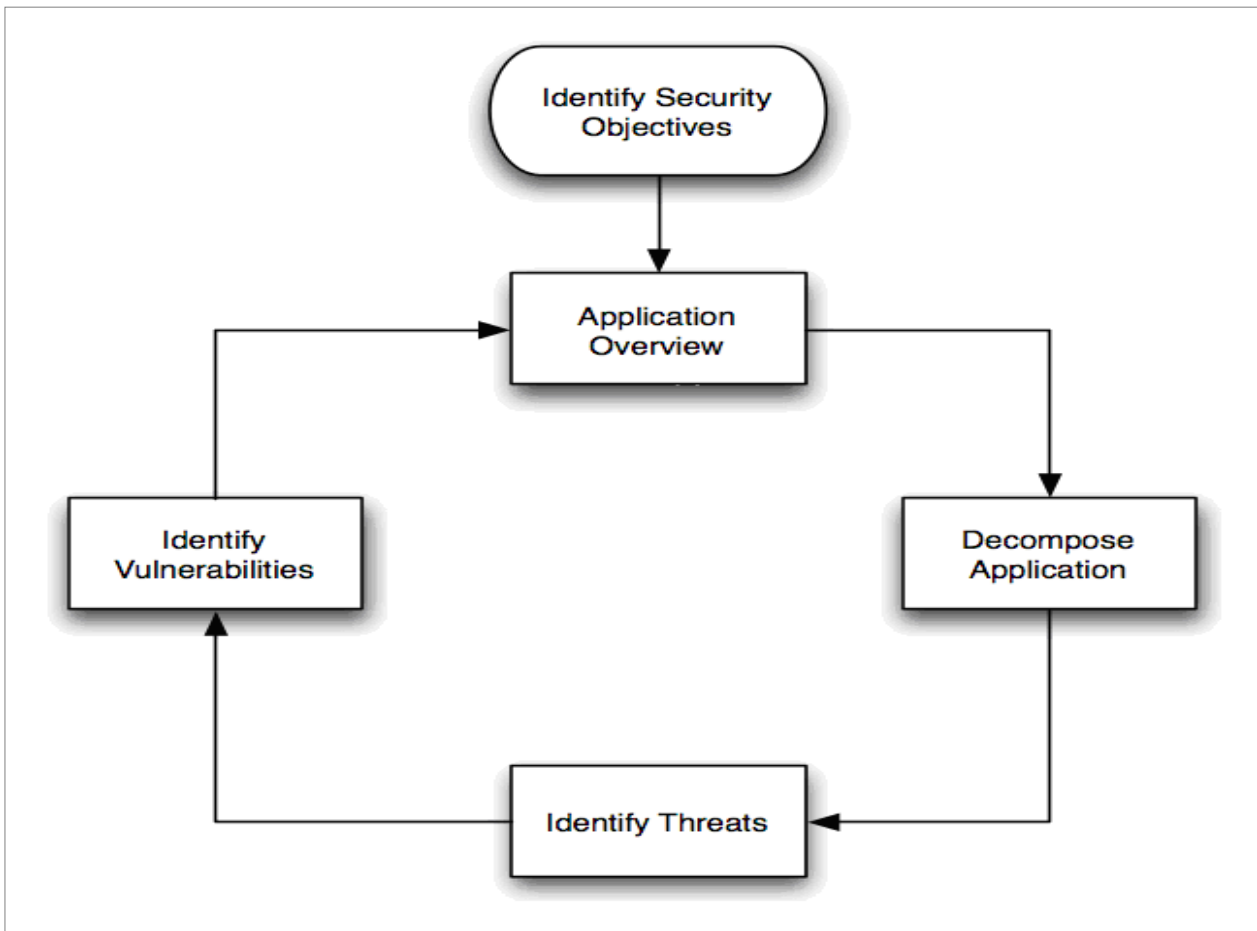 Identify Security
Objectives
Application
Overview
Identify
Vulnerabilities
Decompose
Application
Identify Threats